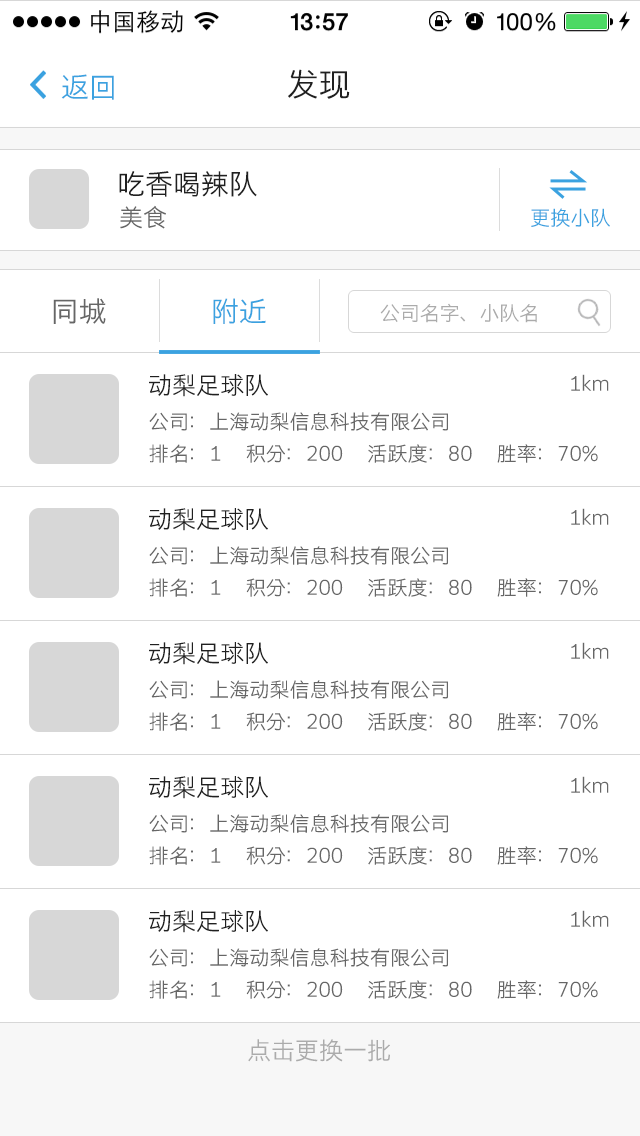 中国移动 13:57 100%
返回 发现
吃香喝辣队
美食
更换小队
同城 附近 公司名字、小队名
动梨足球队 1km
公司: 上海动梨信息科技有限公司
排名: 1 积分: 200 活跃度: 80 胜率: 70%
动梨足球队 1km
公司: 上海动梨信息科技有限公司
排名: 1 积分: 200 活跃度: 80 胜率: 70%
动梨足球队 1km
公司: 上海动梨信息科技有限公司
排名: 1 积分: 200 活跃度: 80 胜率: 70%
动梨足球队 1km
公司: 上海动梨信息科技有限公司
排名: 1 积分: 200 活跃度: 80 胜率: 70%
动梨足球队 1km
公司: 上海动梨信息科技有限公司
排名: 1 积分: 200 活跃度: 80 胜率: 70%
点击更换一批